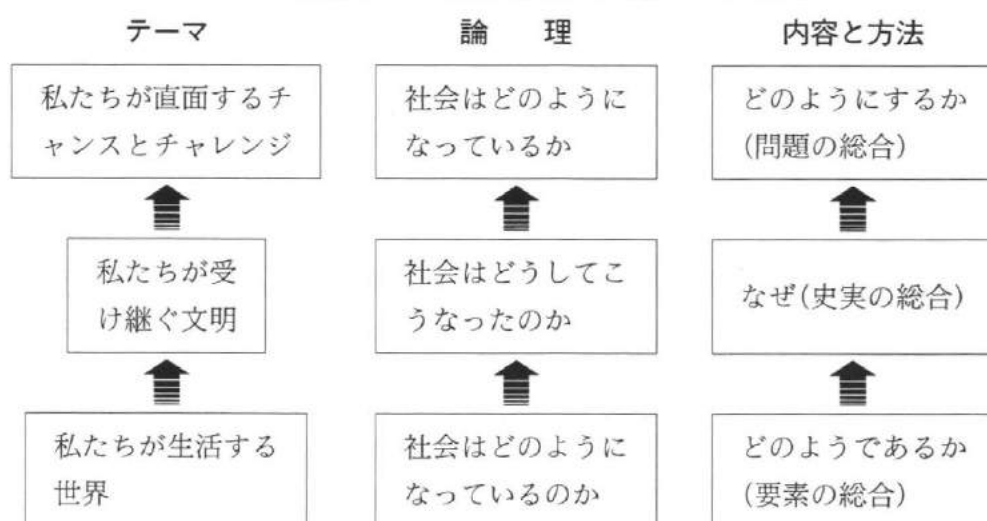 テーマ
論 理
内容と方法
私たちが直面するチ
ャンスとチャレンジ
社会はどのように
なっているか
どのようにするか
(問題の総合)
私たちが受
け継ぐ文明
社会はどうしてこ
うなったのか
なぜ(史実の総合)
私たちが生活する
世界
社会はどのように
なっているのか
どのようであるか
(要素の総合)